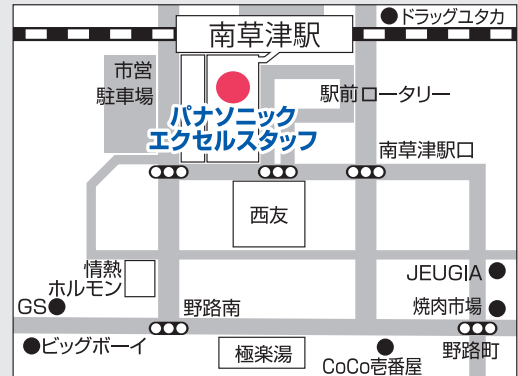 ドラッグユタカ
南草津駅
市営
駐車場
駅前ロータリー
パナソニック
エクセルスタッフ
南草津駅口
西友
情熱
ホルモン
JEUGIA
GS
野路南
焼肉市場
ビッグボーイ
極楽湯
CoCo壱番屋
野路町